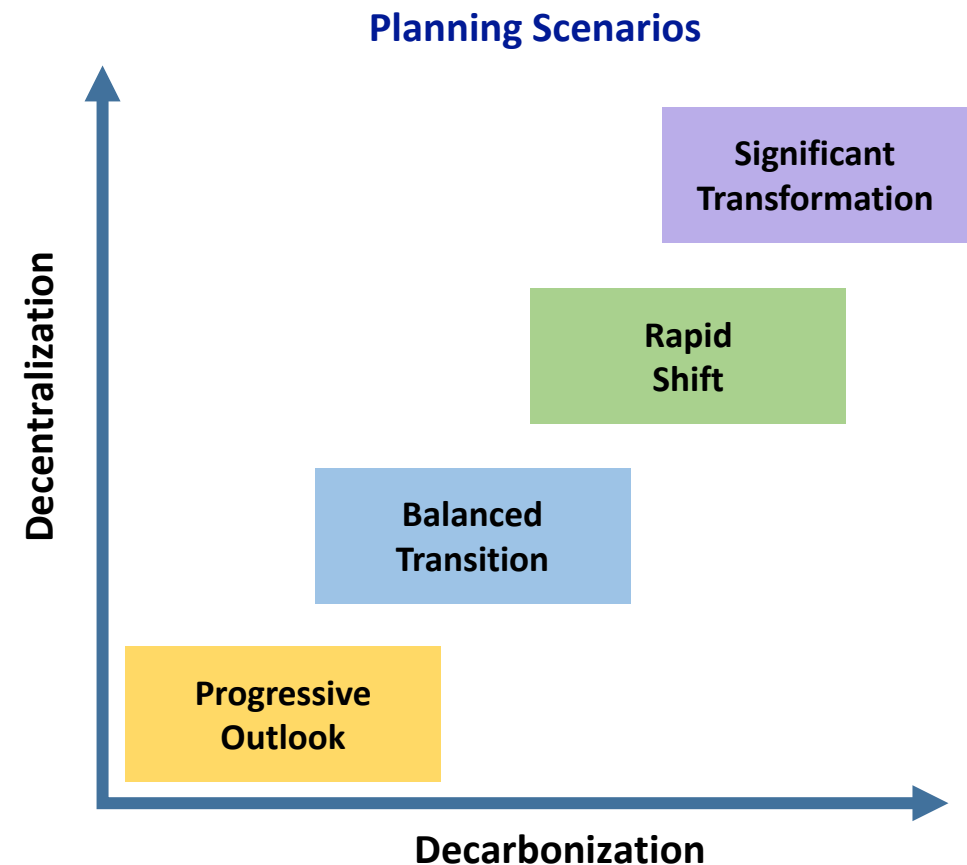 Planning Scenarios
Significant
Transformation
Rapid
Shift
Balanced
Transition
Progressive
Outlook
Decentralization
Decarbonization